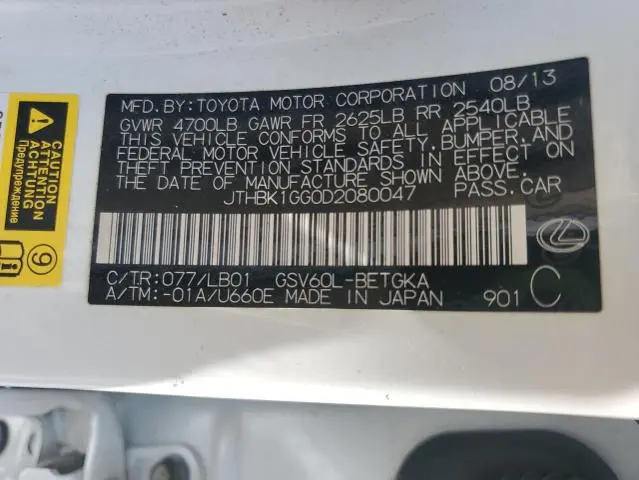 MFD.BY:TOYOTA MOTOR CORPORATION 08/13
GVWR 4700LB GAWR FR 2625LB RR 2540LB
THIS VEHICLE CONFORMS TO ALL APPLICABLE
FEDERAL MOTOR VEHICLE SAFETY, BUMPER, AND
THEFT PREVENTION STANDARDS IN EFFECT ON
THE DATE OF MANUFACTURE SHOWN ABOVE.
JTHBK1GG0D2080047 PASS.CAR
C/TR:077/LB01 GSV60L-BETGKA
A/TM:-01A/U660E MADE IN JAPAN 901 C
CAUTION
ATTENTION
ACHTUNG
Предупреждение
9